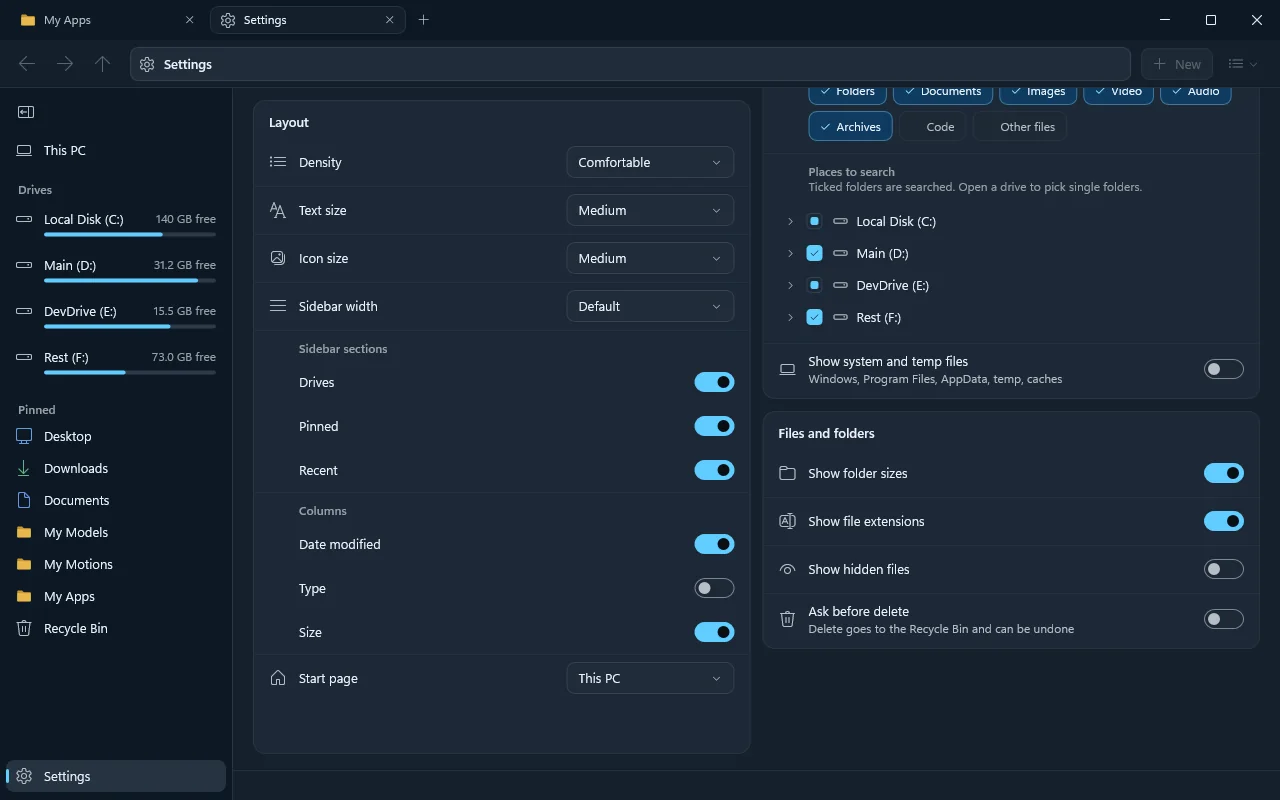 My Apps
Settings
Settings
New
This PC
Drives
Local Disk (C:) 140 GB free
Main (D:) 31.2 GB free
DevDrive (E:) 15.5 GB free
Rest (F:) 73.0 GB free
Pinned
Desktop
Downloads
Documents
My Models
My Motions
My Apps
Recycle Bin
Settings
Layout
Density Comfortable
Text size Medium
Icon size Medium
Sidebar width Default
Sidebar sections
Drives
Pinned
Recent
Columns
Date modified
Type
Size
Start page This PC
Folders Documents Images Video Audio
Archives Code Other files
Places to search
Ticked folders are searched. Open a drive to pick single folders.
Local Disk (C:)
Main (D:)
DevDrive (E:)
Rest (F:)
Show system and temp files
Windows, Program Files, AppData, temp, caches
Files and folders
Show folder sizes
Show file extensions
Show hidden files
Ask before delete
Delete goes to the Recycle Bin and can be undone